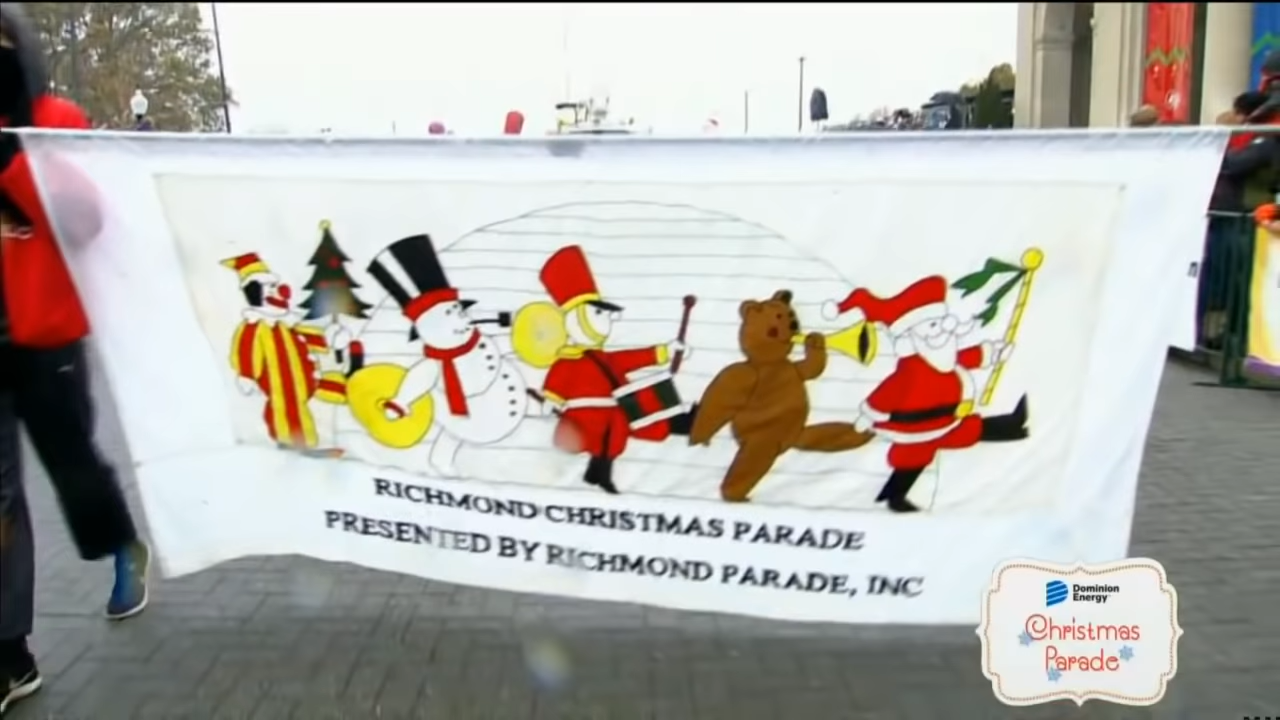 RICHMOND CHRISTMAS PARADE
PRESENTED BY RICHMOND PARADE, INC
Dominion
Energy
Christmas
Parade